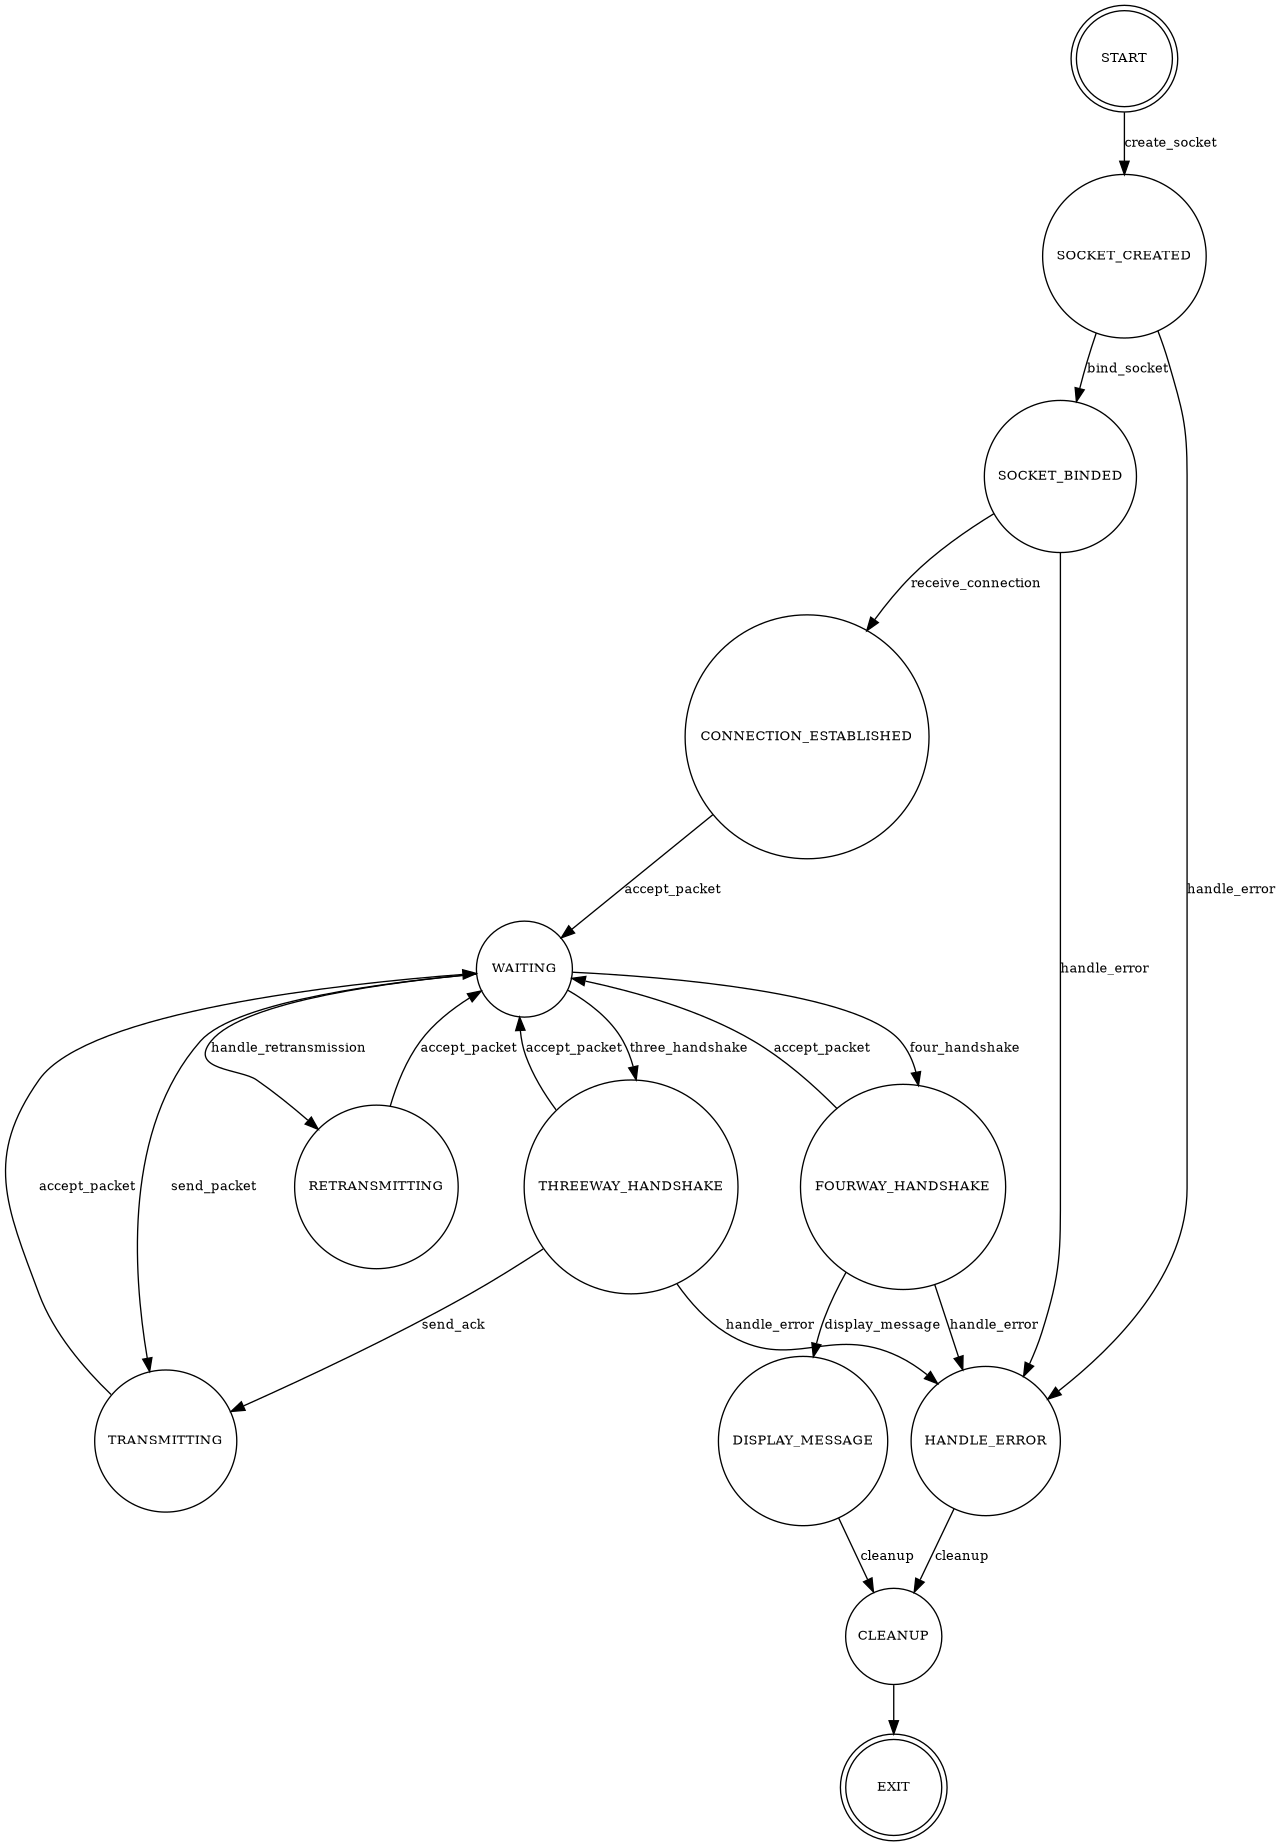 START
create_socket
SOCKET_CREATED
bind_socket
SOCKET_BINDED
receive_connection
CONNECTION_ESTABLISHED
accept_packet
handle_error
WAITING
handle_error
handle_retransmission
accept_packet
accept_packet
three_handshake
accept_packet
four_handshake
accept_packet
send_packet
RETRANSMITTING
THREEWAY_HANDSHAKE
FOURWAY_HANDSHAKE
send_ack
handle_error
display_message
handle_error
TRANSMITTING
DISPLAY_MESSAGE
HANDLE_ERROR
cleanup
cleanup
CLEANUP
EXIT